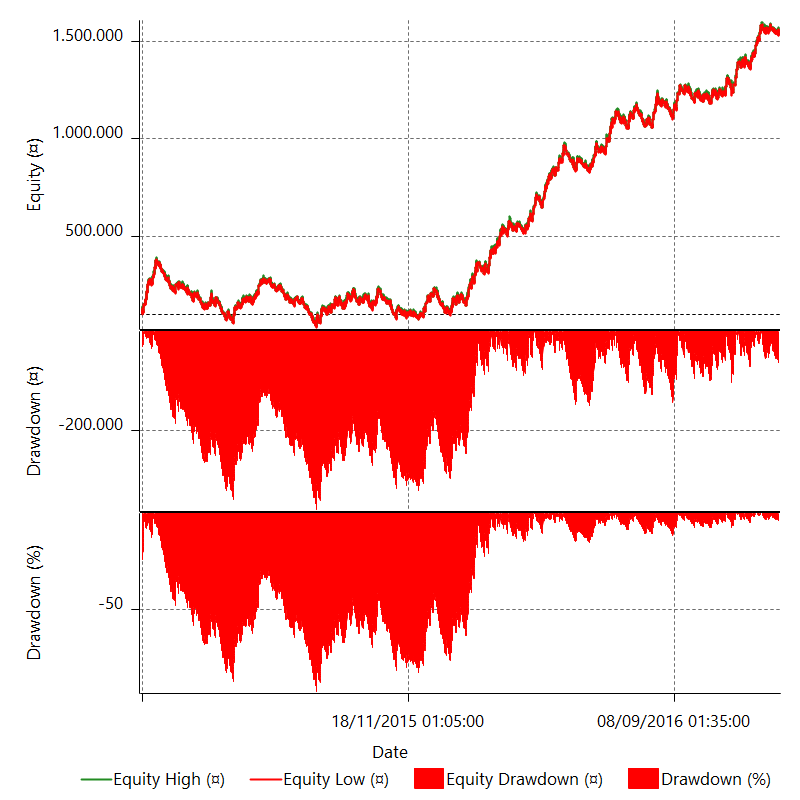 1.500.000
1.000.000
Equity (¤)
500.000
Drawdown (¤)
-200.000
Drawdown (%)
-50
18/11/2015 01:05:00 08/09/2016 01:35:00
Date
Equity High (¤) Equity Low (¤) Equity Drawdown (¤) Drawdown (%)